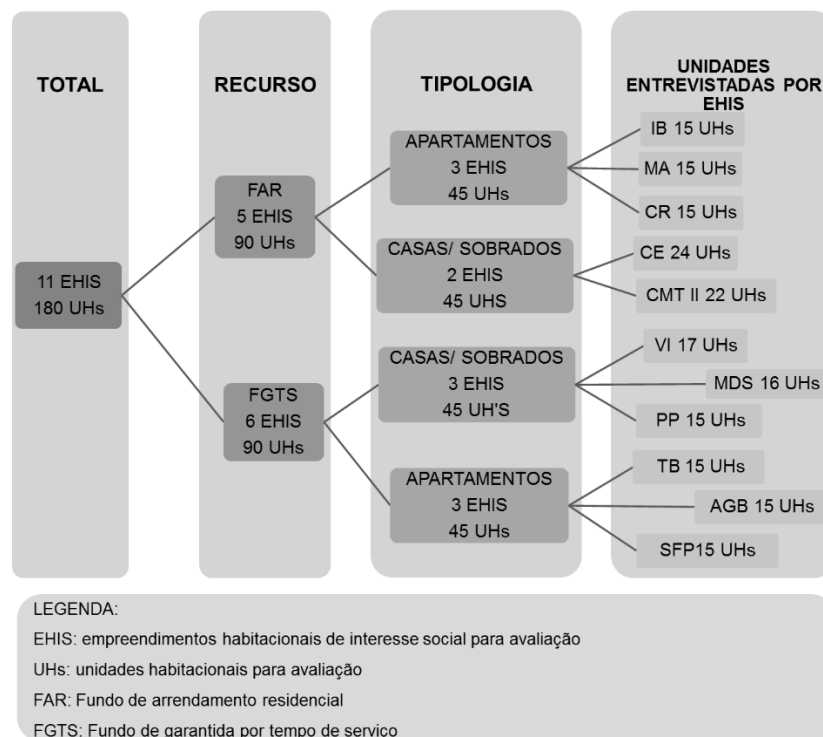 TOTAL
11 EHIS
180 UHs
RECURSO
FAR
5 EHIS
90 UHs
FGTS
6 EHIS
90 UHs
TIPOLOGIA
APARTAMENTOS
3 EHIS
45 UHs
CASAS/ SOBRADOS
2 EHIS
45 UHS
CASAS/ SOBRADOS
3 EHIS
45 UH'S
APARTAMENTOS
3 EHIS
45 UHs
UNIDADES
ENTREVISTADAS POR
EHIS
IB 15 UHs
MA 15 UHs
CR 15 UHs
CE 24 UHs
CMT II 22 UHs
VI 17 UHs
MDS 16 UHs
PP 15 UHs
TB 15 UHs
AGB 15 UHs
SFP15 UHs
LEGENDA:
EHIS: empreendimentos habitacionais de interesse social para avaliação
UHs: unidades habitacionais para avaliação
FAR: Fundo de arrendamento residencial
FGTS: Fundo de garantida por tempo de serviço